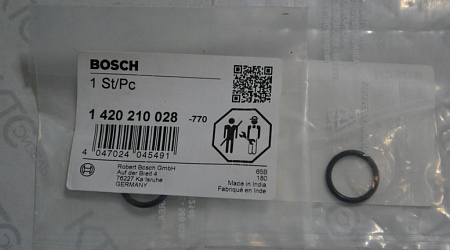 BOSCH
1 St/Pc
1 420 210 028 -770
4 047024 045491
Robert Bosch GmbH
Auf der Breit 4
76227 Karlsruhe
GERMANY
65B
180
Made in India
Fabriqué en Inde